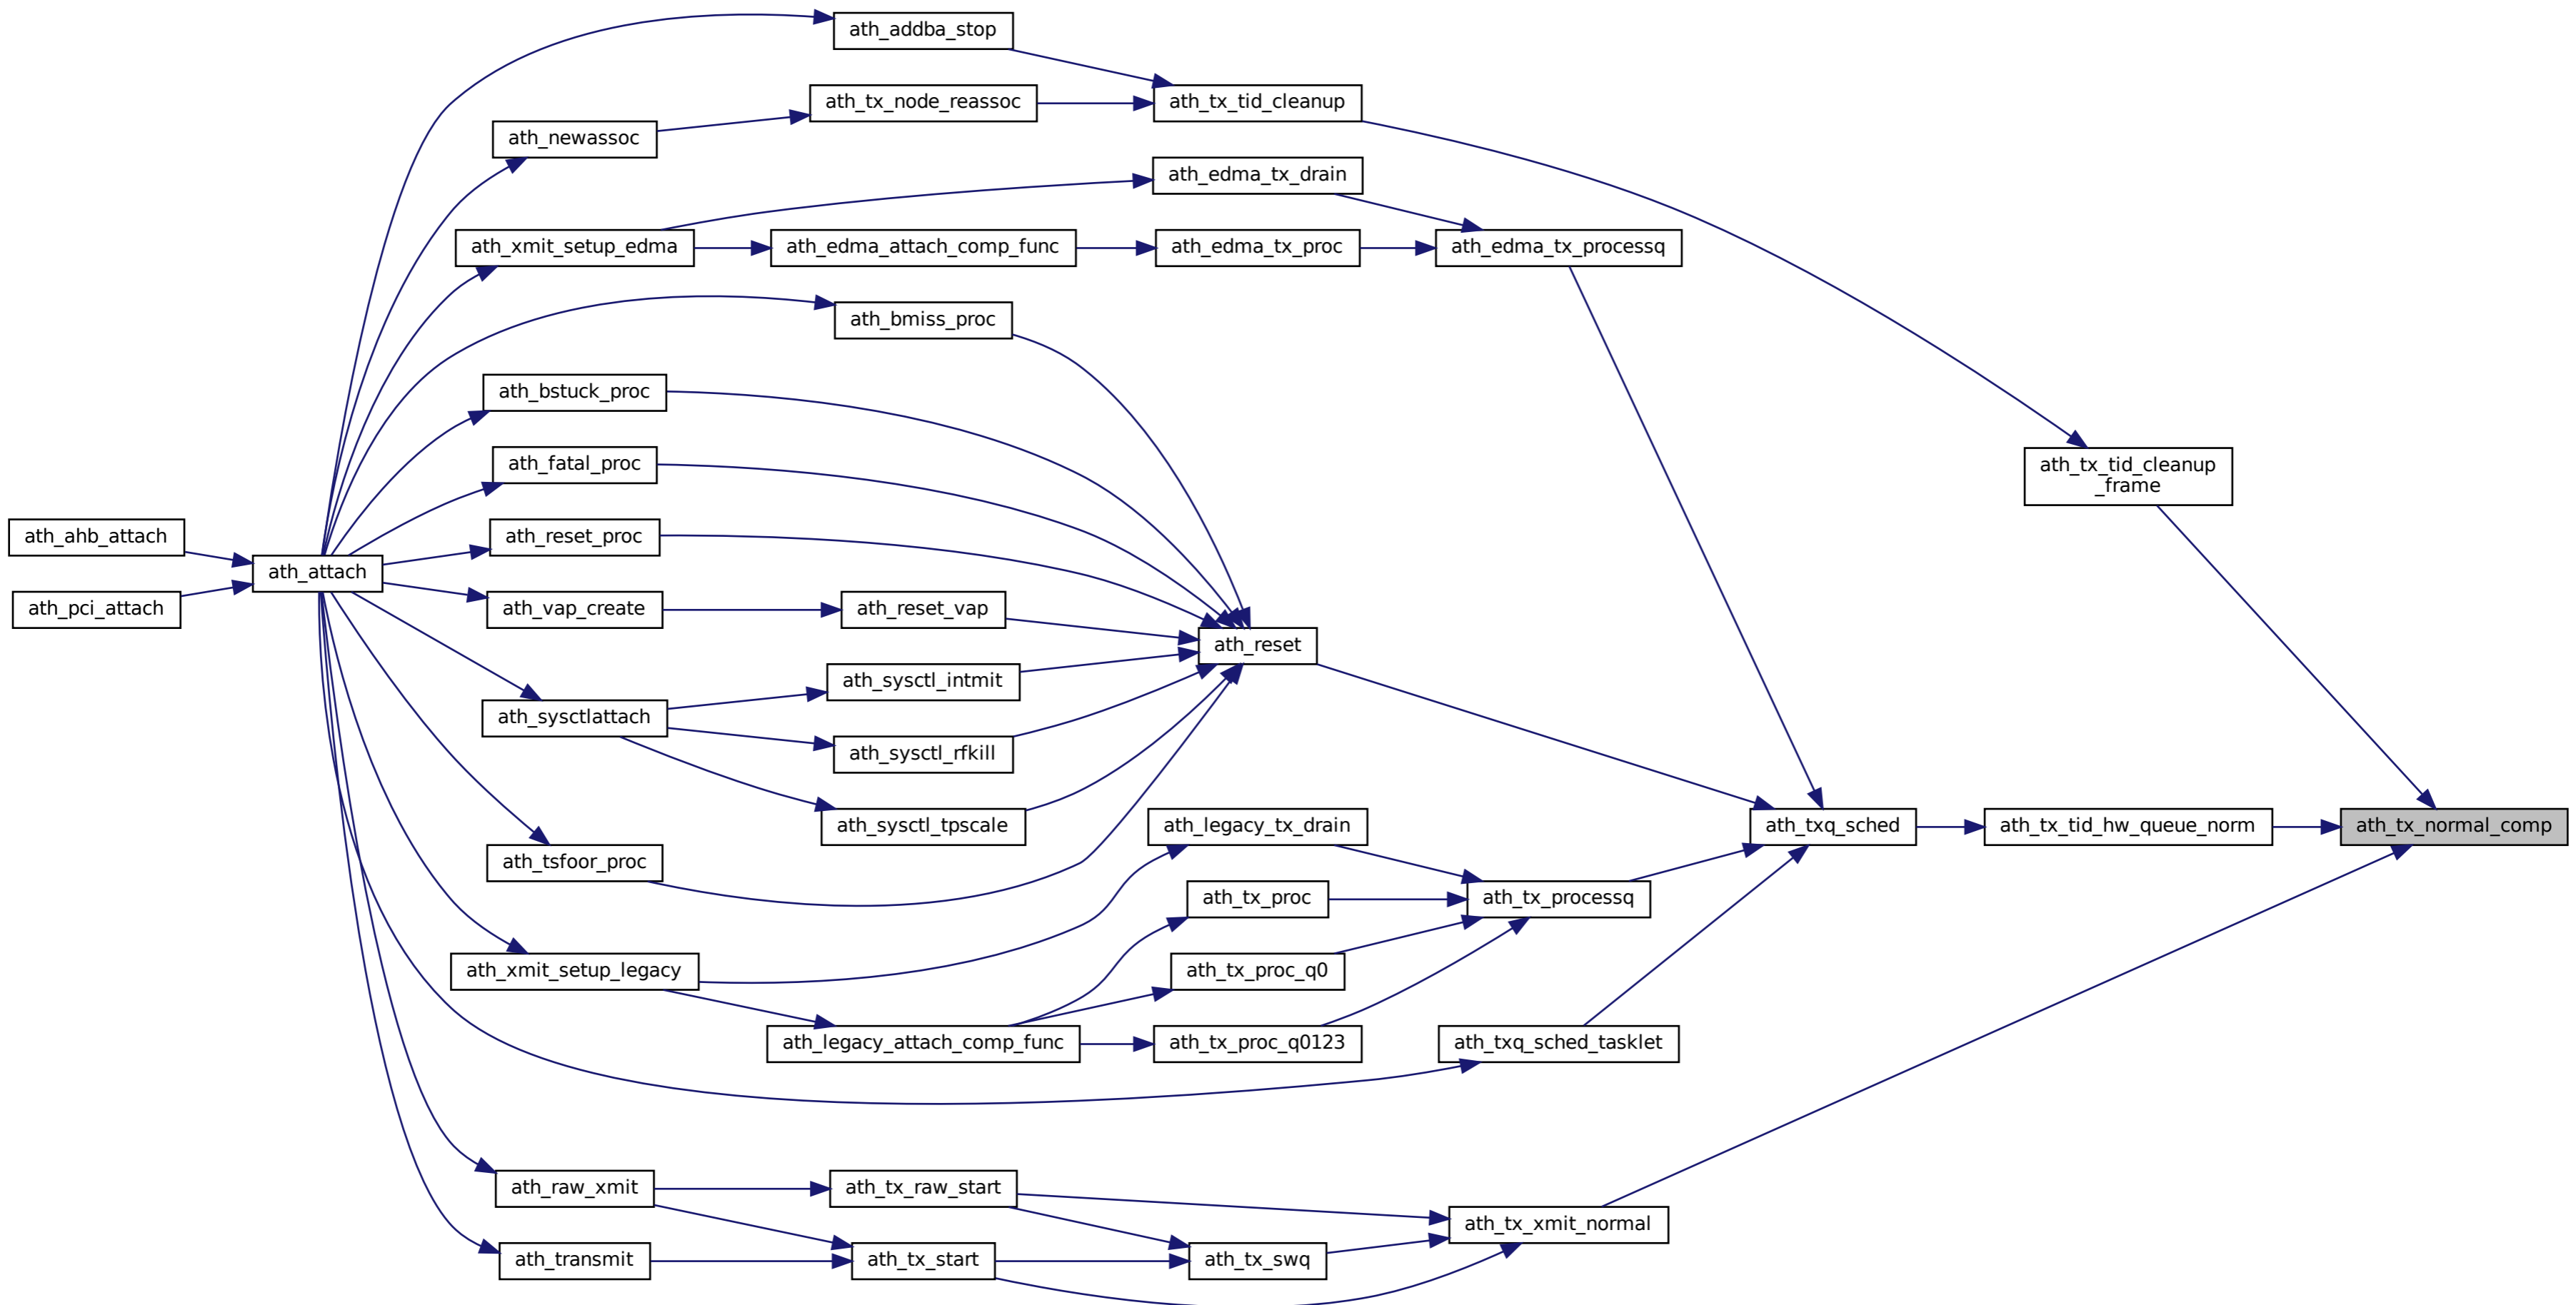 ath_addba_stop
ath_tx_node_reassoc
ath_tx_tid_cleanup
ath_newassoc
ath_edma_tx_drain
ath_xmit_setup_edma
ath_edma_attach_comp_func
ath_edma_tx_proc
ath_edma_tx_processq
ath_bmiss_proc
ath_bstuck_proc
ath_fatal_proc
ath_tx_tid_cleanup
_frame
ath_ahb_attach
ath_reset_proc
ath_attach
ath_pci_attach
ath_vap_create
ath_reset_vap
ath_reset
ath_sysctl_intmit
ath_sysctlattach
ath_sysctl_rfkill
ath_sysctl_tpscale
ath_legacy_tx_drain
ath_txq_sched
ath_tx_tid_hw_queue_norm
ath_tx_normal_comp
ath_tsfoor_proc
ath_tx_proc
ath_tx_processq
ath_xmit_setup_legacy
ath_tx_proc_q0
ath_legacy_attach_comp_func
ath_tx_proc_q0123
ath_txq_sched_tasklet
ath_raw_xmit
ath_tx_raw_start
ath_tx_xmit_normal
ath_transmit
ath_tx_start
ath_tx_swq